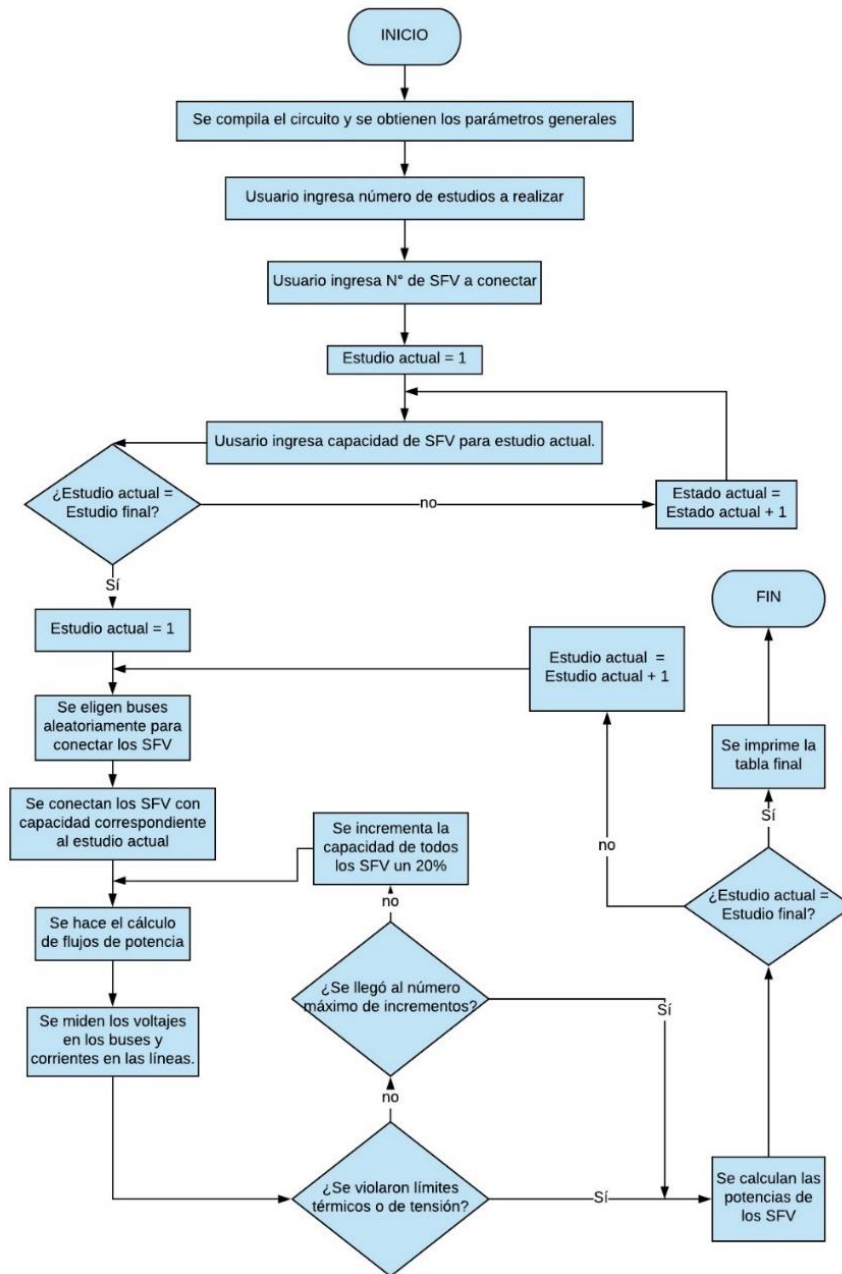 INICIO
Se compila el circuito y se obtienen los parámetros generales
Usuario ingresa número de estudios a realizar
Usuario ingresa N° de SFV a conectar
Estudio actual = 1
Uusario ingresa capacidad de SFV para estudio actual.
¿Estudio actual =
Estudio final?
no
Estado actual =
Estado actual + 1
Sí
Estudio actual = 1
Se eligen buses
aleatoriamente para
conectar los SFV
Se conectan los SFV con
capacidad correspondiente
al estudio actual
Se hace el cálculo
de flujos de potencia
Se miden los voltajes
en los buses y
corrientes en las líneas.
¿Se violaron límites
térmicos o de tensión?
no
¿Se llegó al número
máximo de incrementos?
no
Se incrementa la
capacidad de todos
los SFV un 20%
Sí
Sí
Se calculan las
potencias de
los SFV
¿Estudio actual =
Estudio final?
no
Estudio actual =
Estudio actual + 1
Sí
Se imprime la
tabla final
FIN